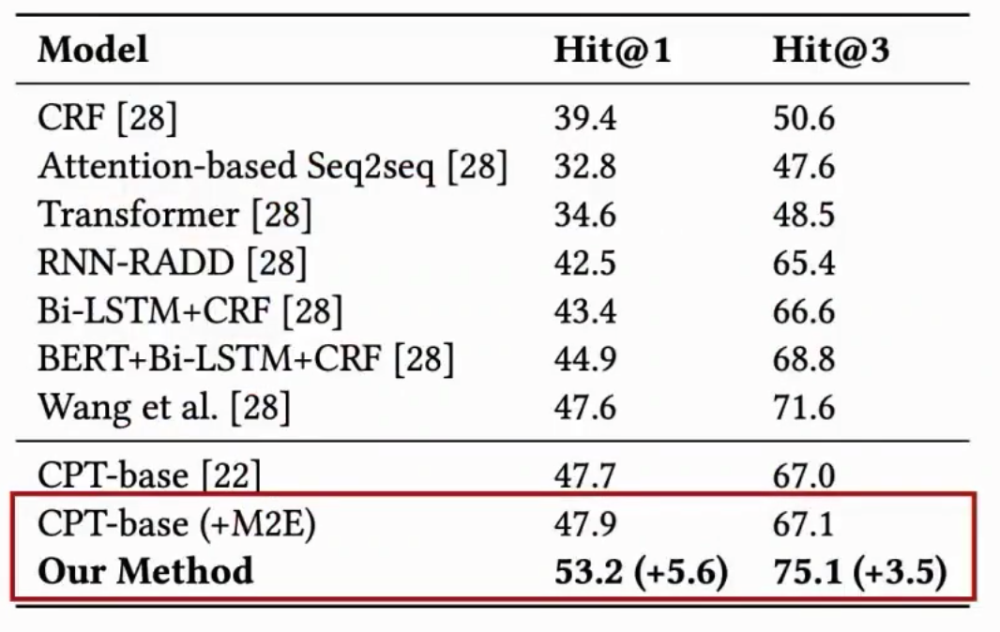 Model Hit@1 Hit@3
CRF [28] 39.4 50.6
Attention-based Seq2seq [28] 32.8 47.6
Transformer [28] 34.6 48.5
RNN-RADD [28] 42.5 65.4
Bi-LSTM+CRF [28] 43.4 66.6
BERT+Bi-LSTM+CRF [28] 44.9 68.8
Wang et al. [28] 47.6 71.6
CPT-base [22] 47.7 67.0
CPT-base (+M2E) 47.9 67.1
Our Method 53.2 (+5.6) 75.1 (+3.5)